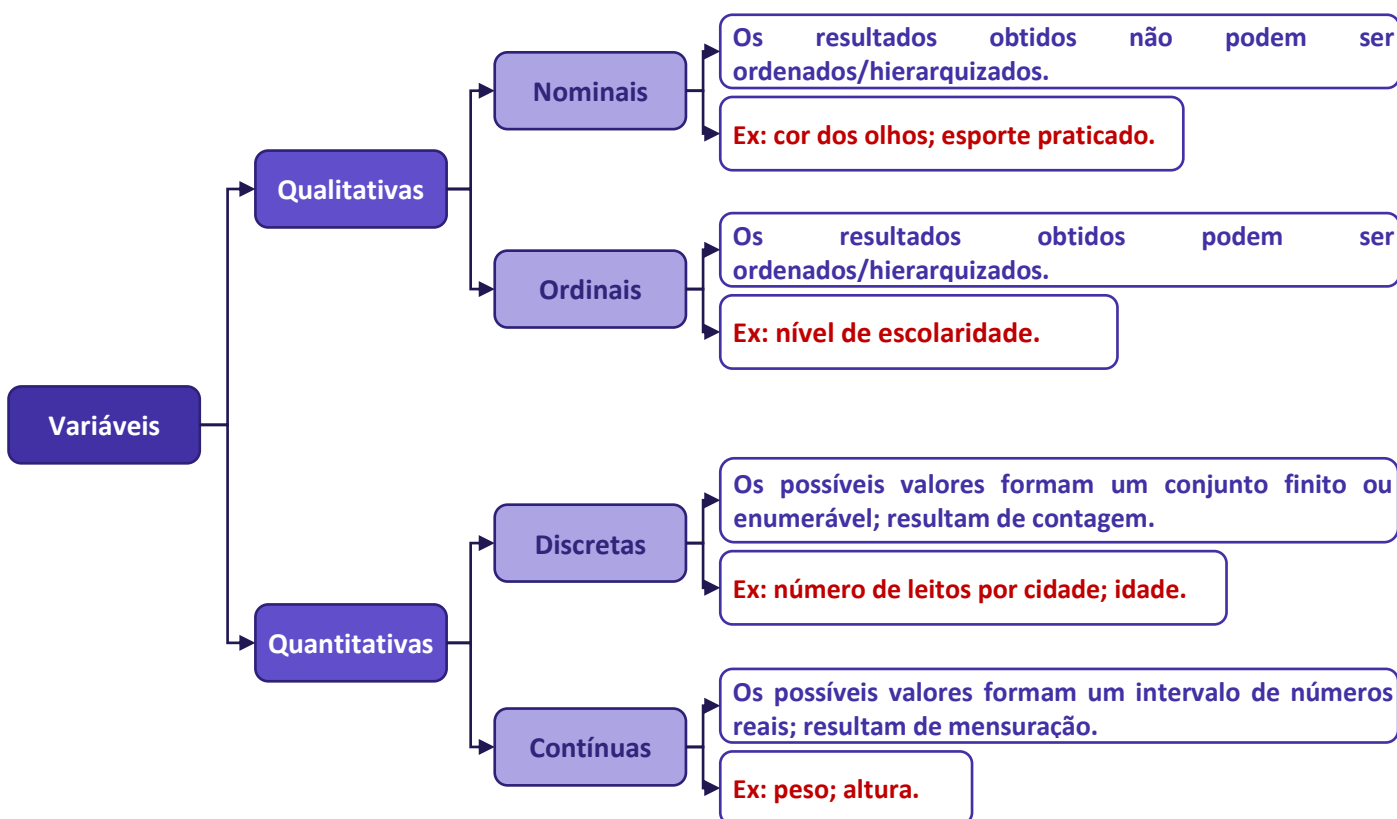 Os resultados obtidos não podem ser
ordenados/hierarquizados.
Nominais
Ex: cor dos olhos; esporte praticado.
Qualitativas
Os resultados obtidos podem ser
ordenados/hierarquizados.
Ordinais
Ex: nível de escolaridade.
Variáveis
Os possíveis valores formam um conjunto finito ou
enumerável; resultam de contagem.
Discretas
Ex: número de leitos por cidade; idade.
Quantitativas
Os possíveis valores formam um intervalo de números
reais; resultam de mensuração.
Contínuas
Ex: peso; altura.